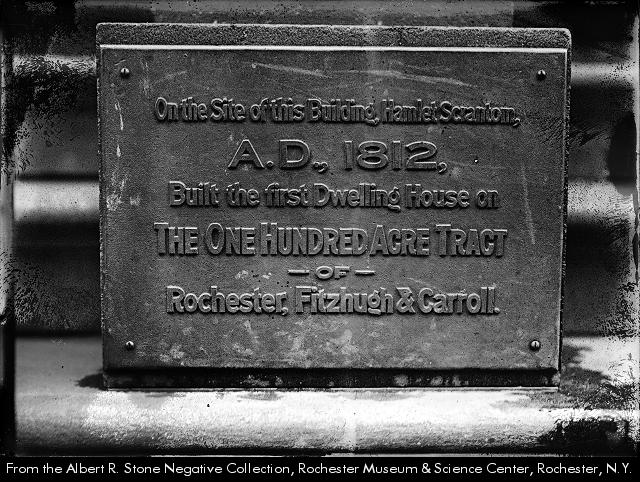 On the Site of this Building, Hamlet Scrantom,
A.D., 1812,
Built the first Dwelling House on
THE ONE HUNDRED ACRE TRACT
— OF —
Rochester, Fitzhugh & Carroll.
From the Albert R. Stone Negative Collection, Rochester Museum & Science Center, Rochester, N.Y.